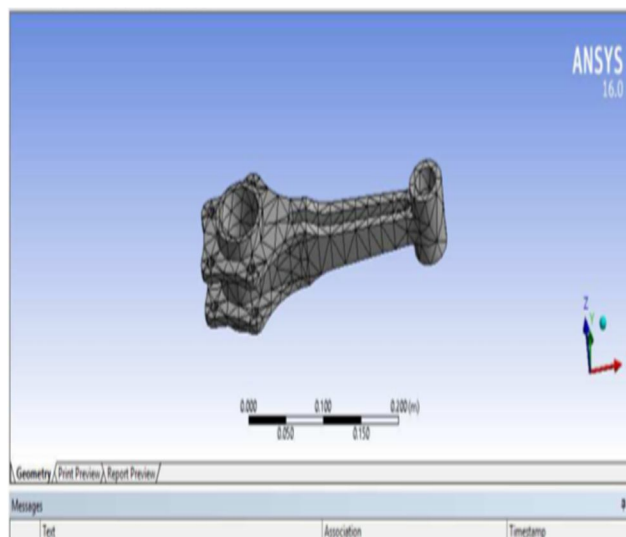 ANSYS
16.0
Z
Y
0.000 0.100 0.200 (m)
0.050 0.150
Geometry Print Preview Report Preview
Messages
Text Association Timestamp